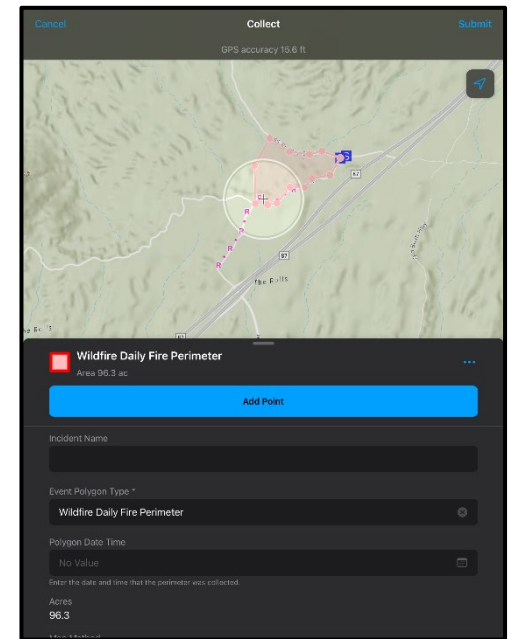 Cancel
Collect
Submit
GPS accuracy 15.6 ft
87
R
R
R
R
87
The Rolls
87
Wildfire Daily Fire Perimeter
Area 96.3 ac
Add Point
Incident Name
Event Polygon Type *
Wildfire Daily Fire Perimeter
Polygon Date Time
No Value
Enter the date and time that the perimeter was collected.
Acres
96.3